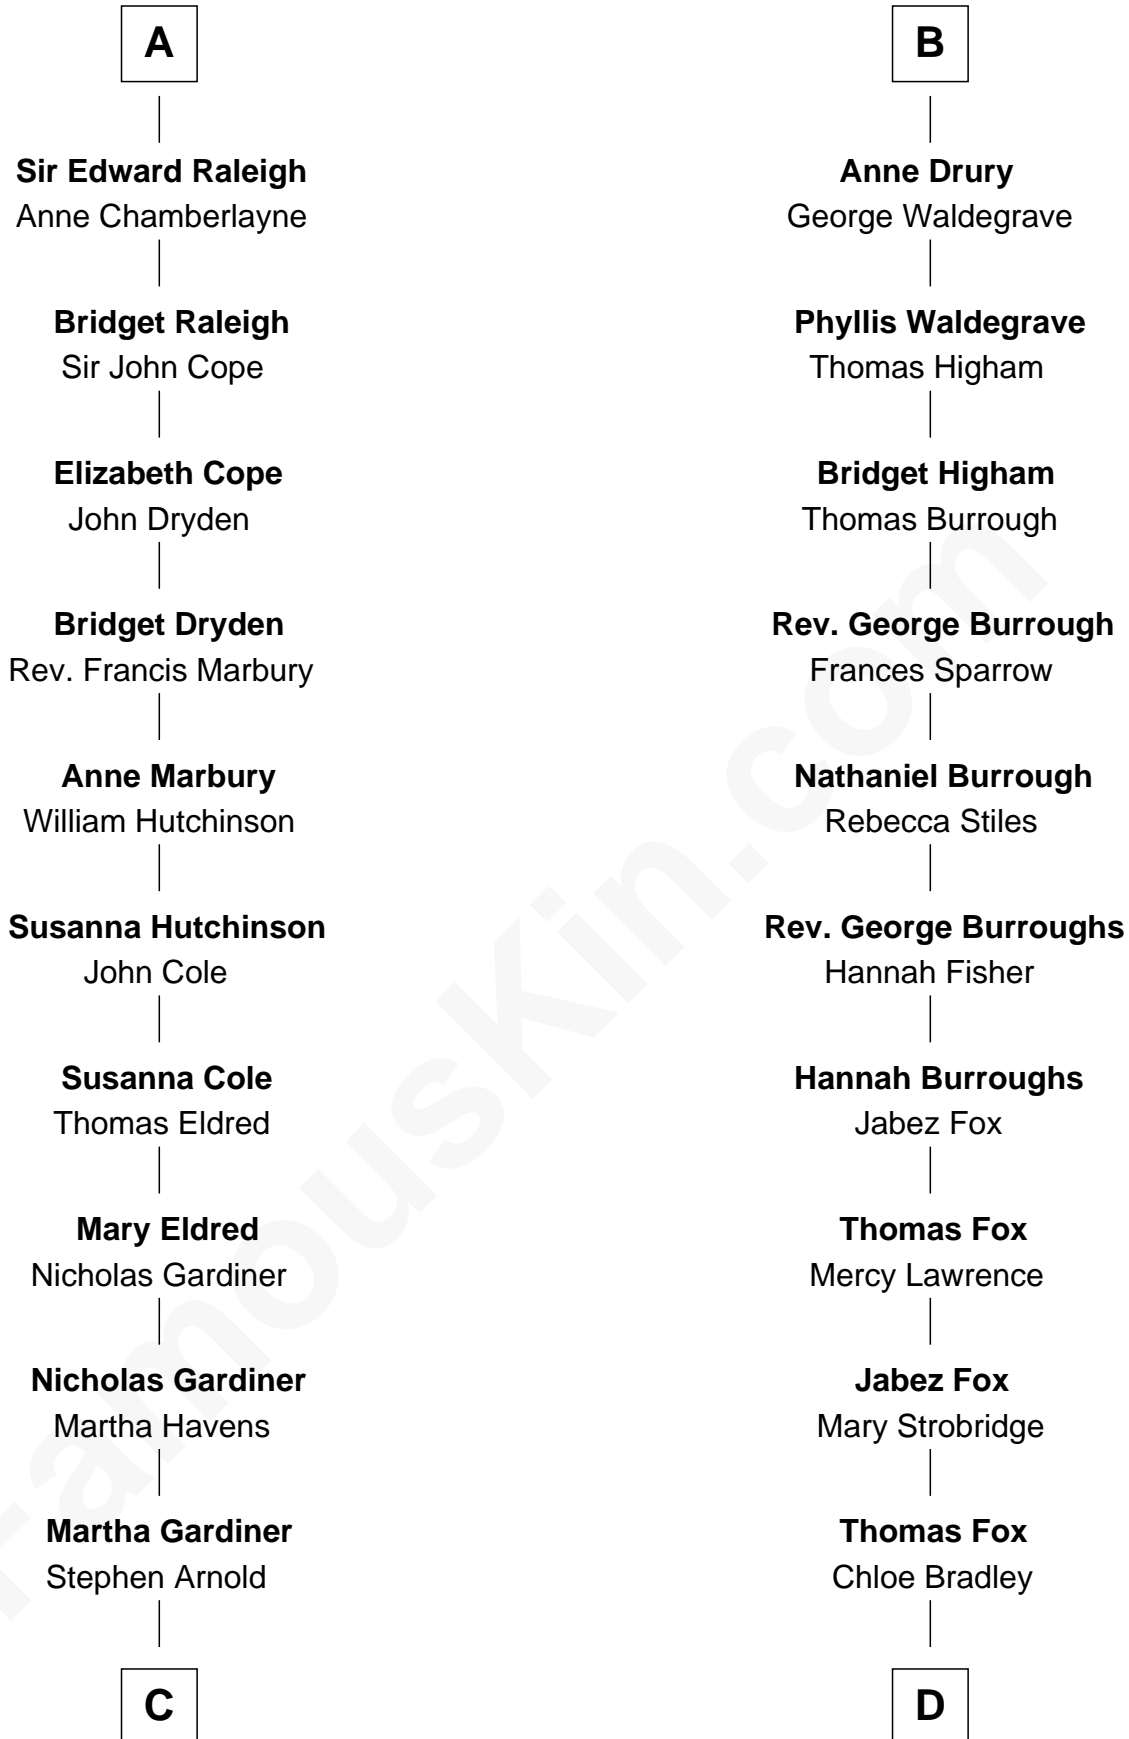 A
Sir Edward Raleigh
Anne Chamberlayne
Bridget Raleigh
Sir John Cope
Elizabeth Cope
John Dryden
Bridget Dryden
Rev. Francis Marbury
Anne Marbury
William Hutchinson
Susanna Hutchinson
John Cole
Susanna Cole
Thomas Eldred
Mary Eldred
Nicholas Gardiner
Nicholas Gardiner
Martha Havens
Martha Gardiner
Stephen Arnold
C
B
Anne Drury
George Waldegrave
Phyllis Waldegrave
Thomas Higham
Bridget Higham
Thomas Burrough
Rev. George Burrough
Frances Sparrow
Nathaniel Burrough
Rebecca Stiles
Rev. George Burroughs
Hannah Fisher
Hannah Burroughs
Jabez Fox
Thomas Fox
Mercy Lawrence
Jabez Fox
Mary Strobridge
Thomas Fox
Chloe Bradley
D
FamousKin.com